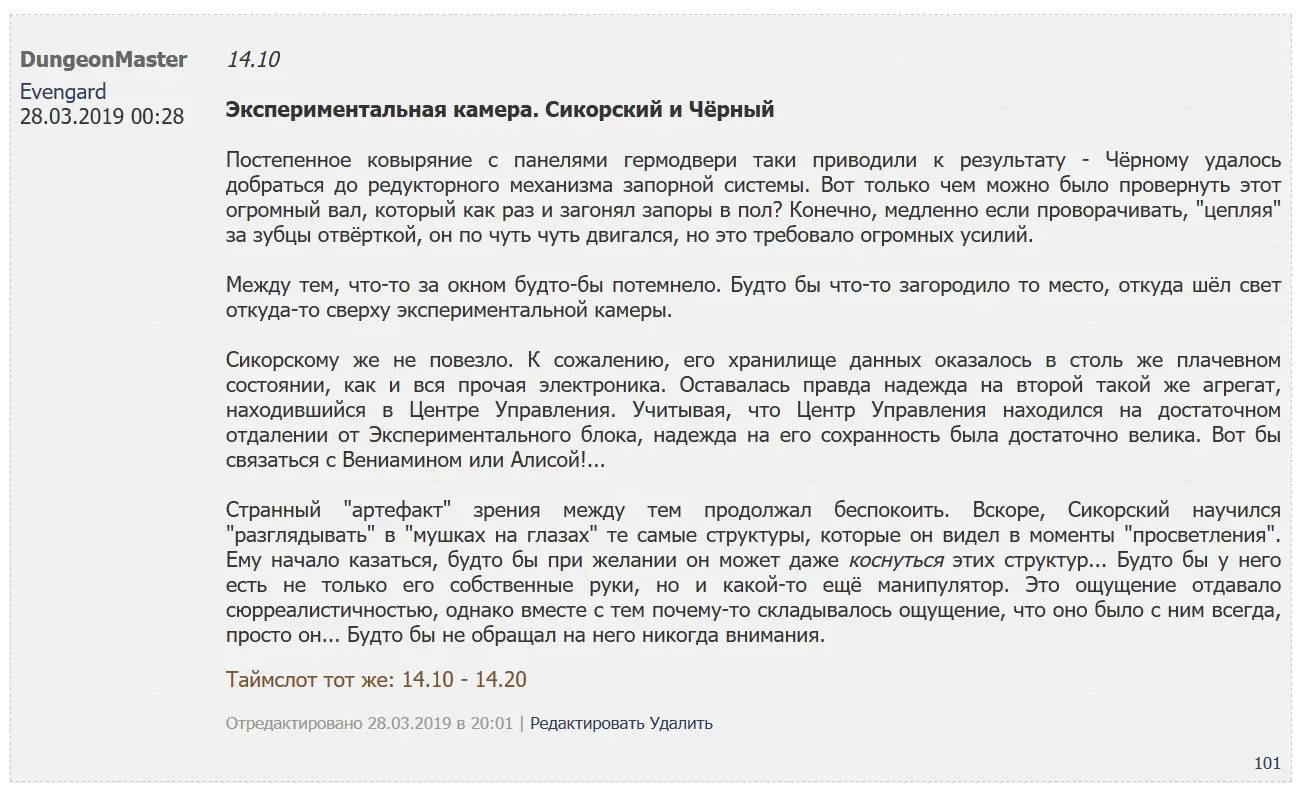 DungeonMaster
Evengard
28.03.2019 00:28
14.10
Экспериментальная камера. Сикорский и Чёрный
Постепенное ковыряние с панелями гермодвери таки приводили к результату - Чёрному удалось
добраться до редукторного механизма запорной системы. Вот только чем можно было провернуть этот
огромный вал, который как раз и загонял запоры в пол? Конечно, медленно если проворачивать, "цепляя"
за зубцы отвёрткой, он по чуть чуть двигался, но это требовало огромных усилий.
Между тем, что-то за окном будто-бы потемнело. Будто бы что-то загородило то место, откуда шёл свет
откуда-то сверху экспериментальной камеры.
Сикорскому же не повезло. К сожалению, его хранилище данных оказалось в столь же плачевном
состоянии, как и вся прочая электроника. Оставалась правда надежда на второй такой же агрегат,
находившийся в Центре Управления. Учитывая, что Центр Управления находился на достаточном
отдалении от Экспериментального блока, надежда на его сохранность была достаточно велика. Вот бы
связаться с Вениамином или Алисой!...
Странный "артефакт" зрения между тем продолжал беспокоить. Вскоре, Сикорский научился
"разглядывать" в "мушках на глазах" те самые структуры, которые он видел в моменты "просветления".
Ему начало казаться, будто бы при желании он может даже коснуться этих структур... Будто бы у него
есть не только его собственные руки, но и какой-то ещё манипулятор. Это ощущение отдавало
сюрреалистичностью, однако вместе с тем почему-то складывалось ощущение, что оно было с ним всегда,
просто он... Будто бы не обращал на него никогда внимания.
Таймслот тот же: 14.10 - 14.20
Отредактировано 28.03.2019 в 20:01 | Редактировать Удалить
101